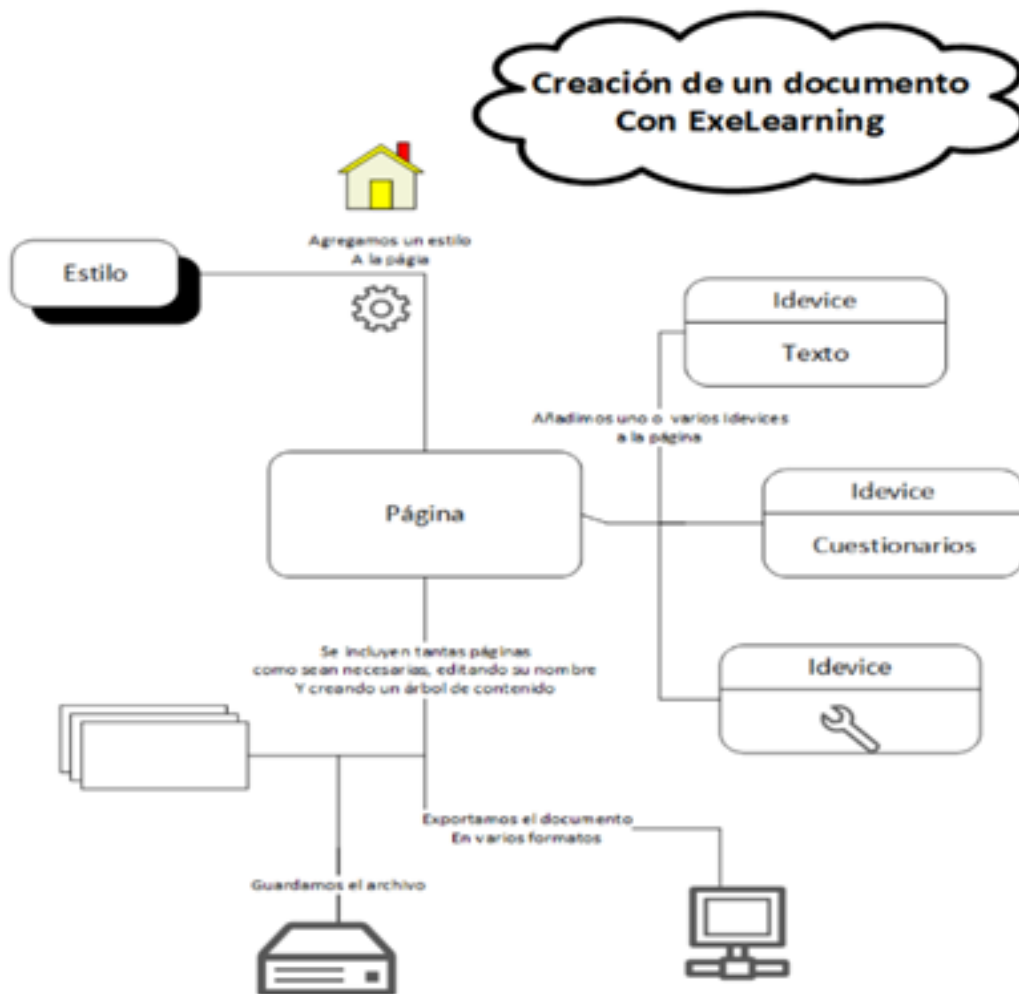 Creación de un documento
Con ExeLearning
Agregamos un estilo
A la págia
Estilo
Idevice
Texto
Añadimos uno o varios Idevices
a la página
Página
Idevice
Cuestionarios
Se incluyen tantas páginas
como sean necesarias, editando su nombre
Y creando un árbol de contenido
Idevice
Exportamos el documento
En varios formatos
Guardamos el archivo